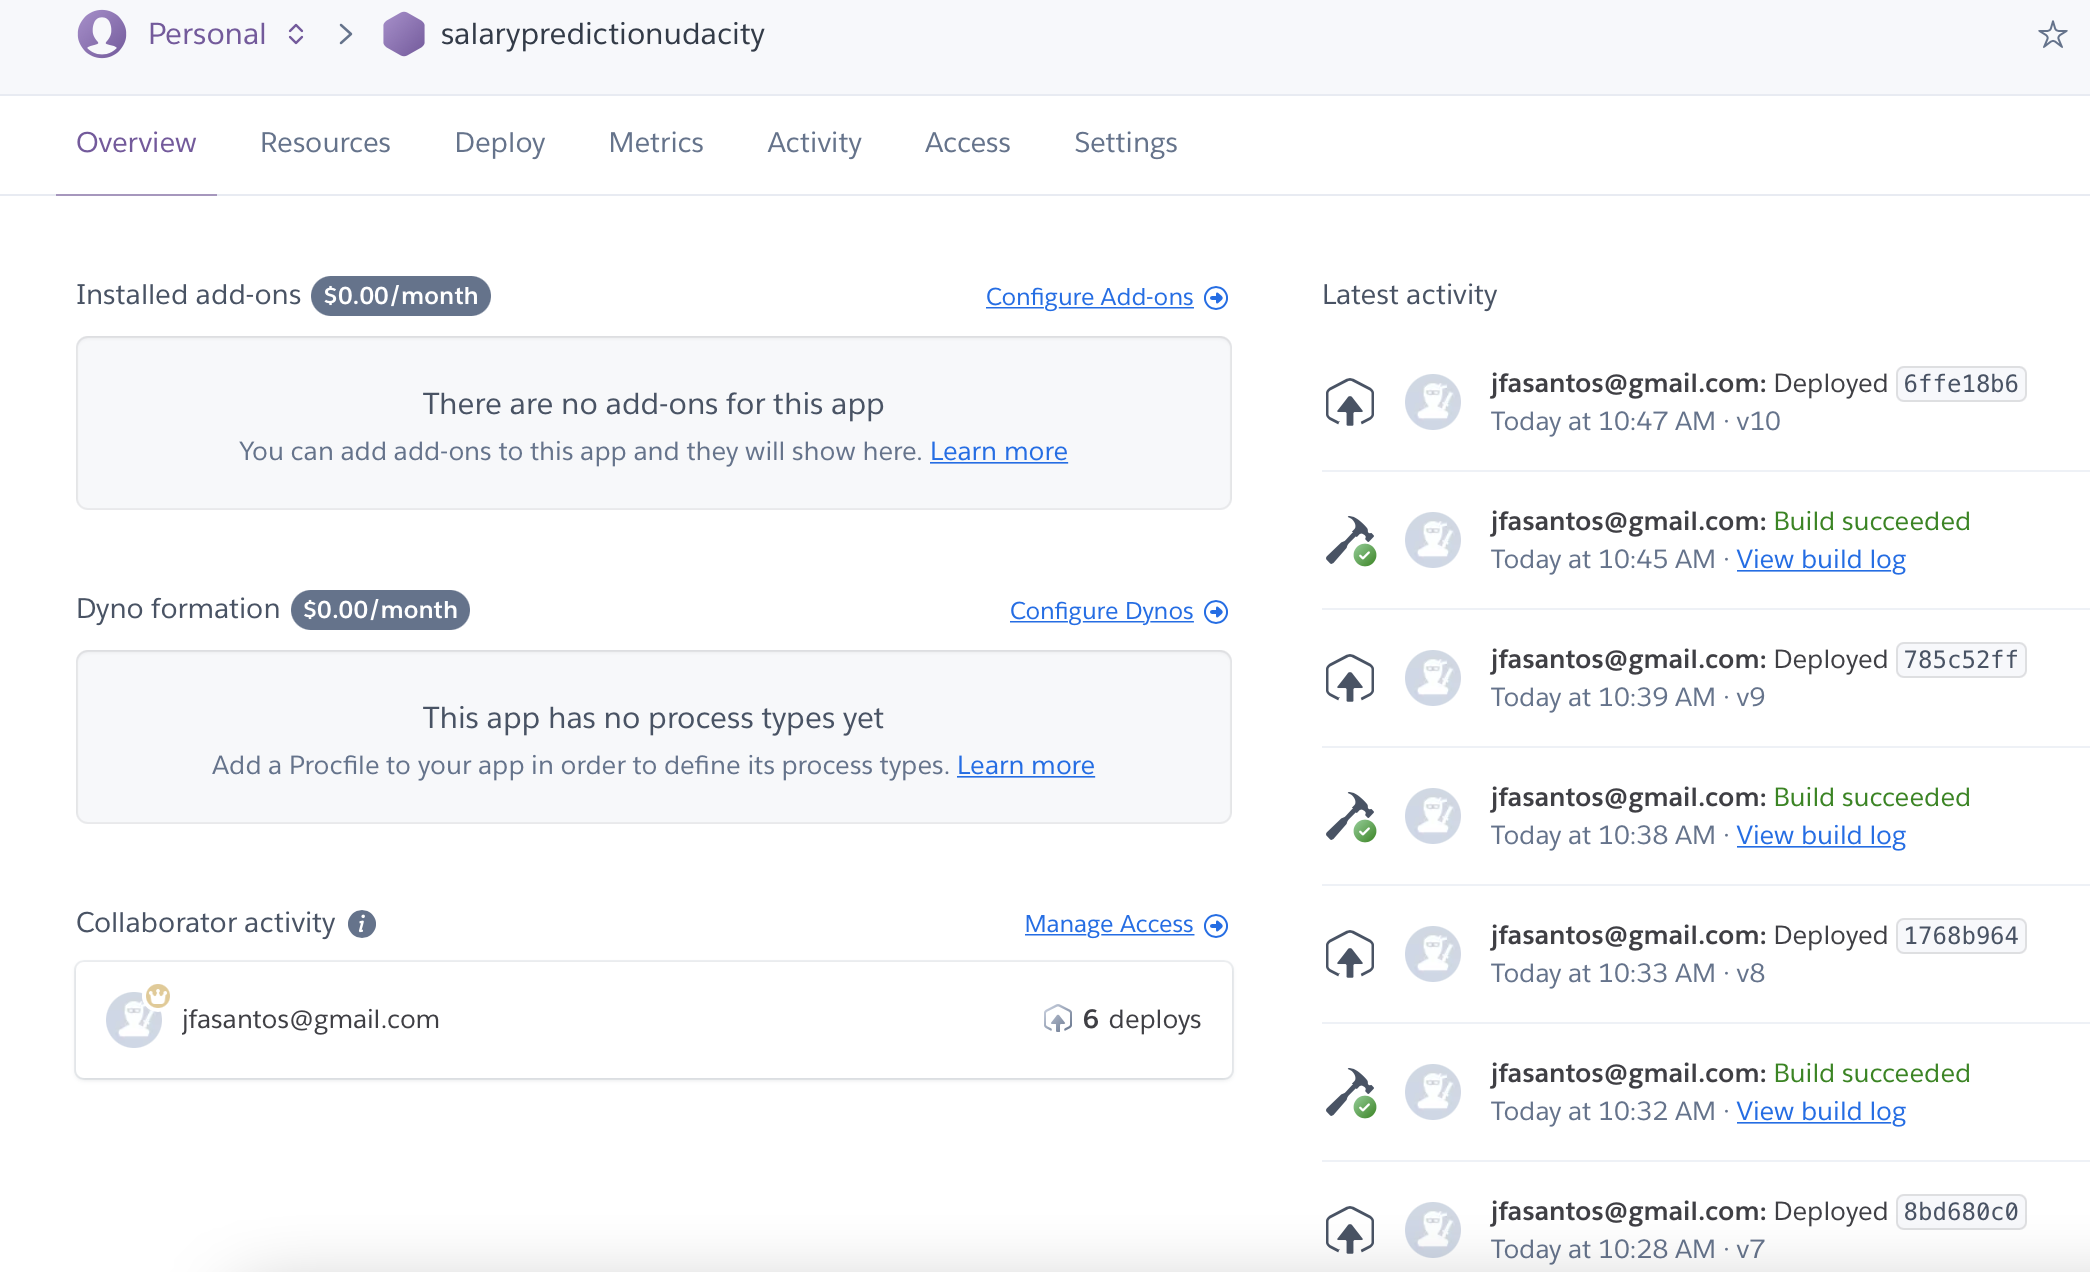 Personal > salarypredictionudacity
Overview Resources Deploy Metrics Activity Access Settings
Installed add-ons $0.00/month Configure Add-ons
There are no add-ons for this app
You can add add-ons to this app and they will show here. Learn more
Dyno formation $0.00/month Configure Dynos
This app has no process types yet
Add a Procfile to your app in order to define its process types. Learn more
Collaborator activity i Manage Access
jfasantos@gmail.com 6 deploys
Latest activity
jfasantos@gmail.com: Deployed 6ffe18b6
Today at 10:47 AM · v10
jfasantos@gmail.com: Build succeeded
Today at 10:45 AM · View build log
jfasantos@gmail.com: Deployed 785c52ff
Today at 10:39 AM · v9
jfasantos@gmail.com: Build succeeded
Today at 10:38 AM · View build log
jfasantos@gmail.com: Deployed 1768b964
Today at 10:33 AM · v8
jfasantos@gmail.com: Build succeeded
Today at 10:32 AM · View build log
jfasantos@gmail.com: Deployed 8bd680c0
Today at 10:28 AM · v7